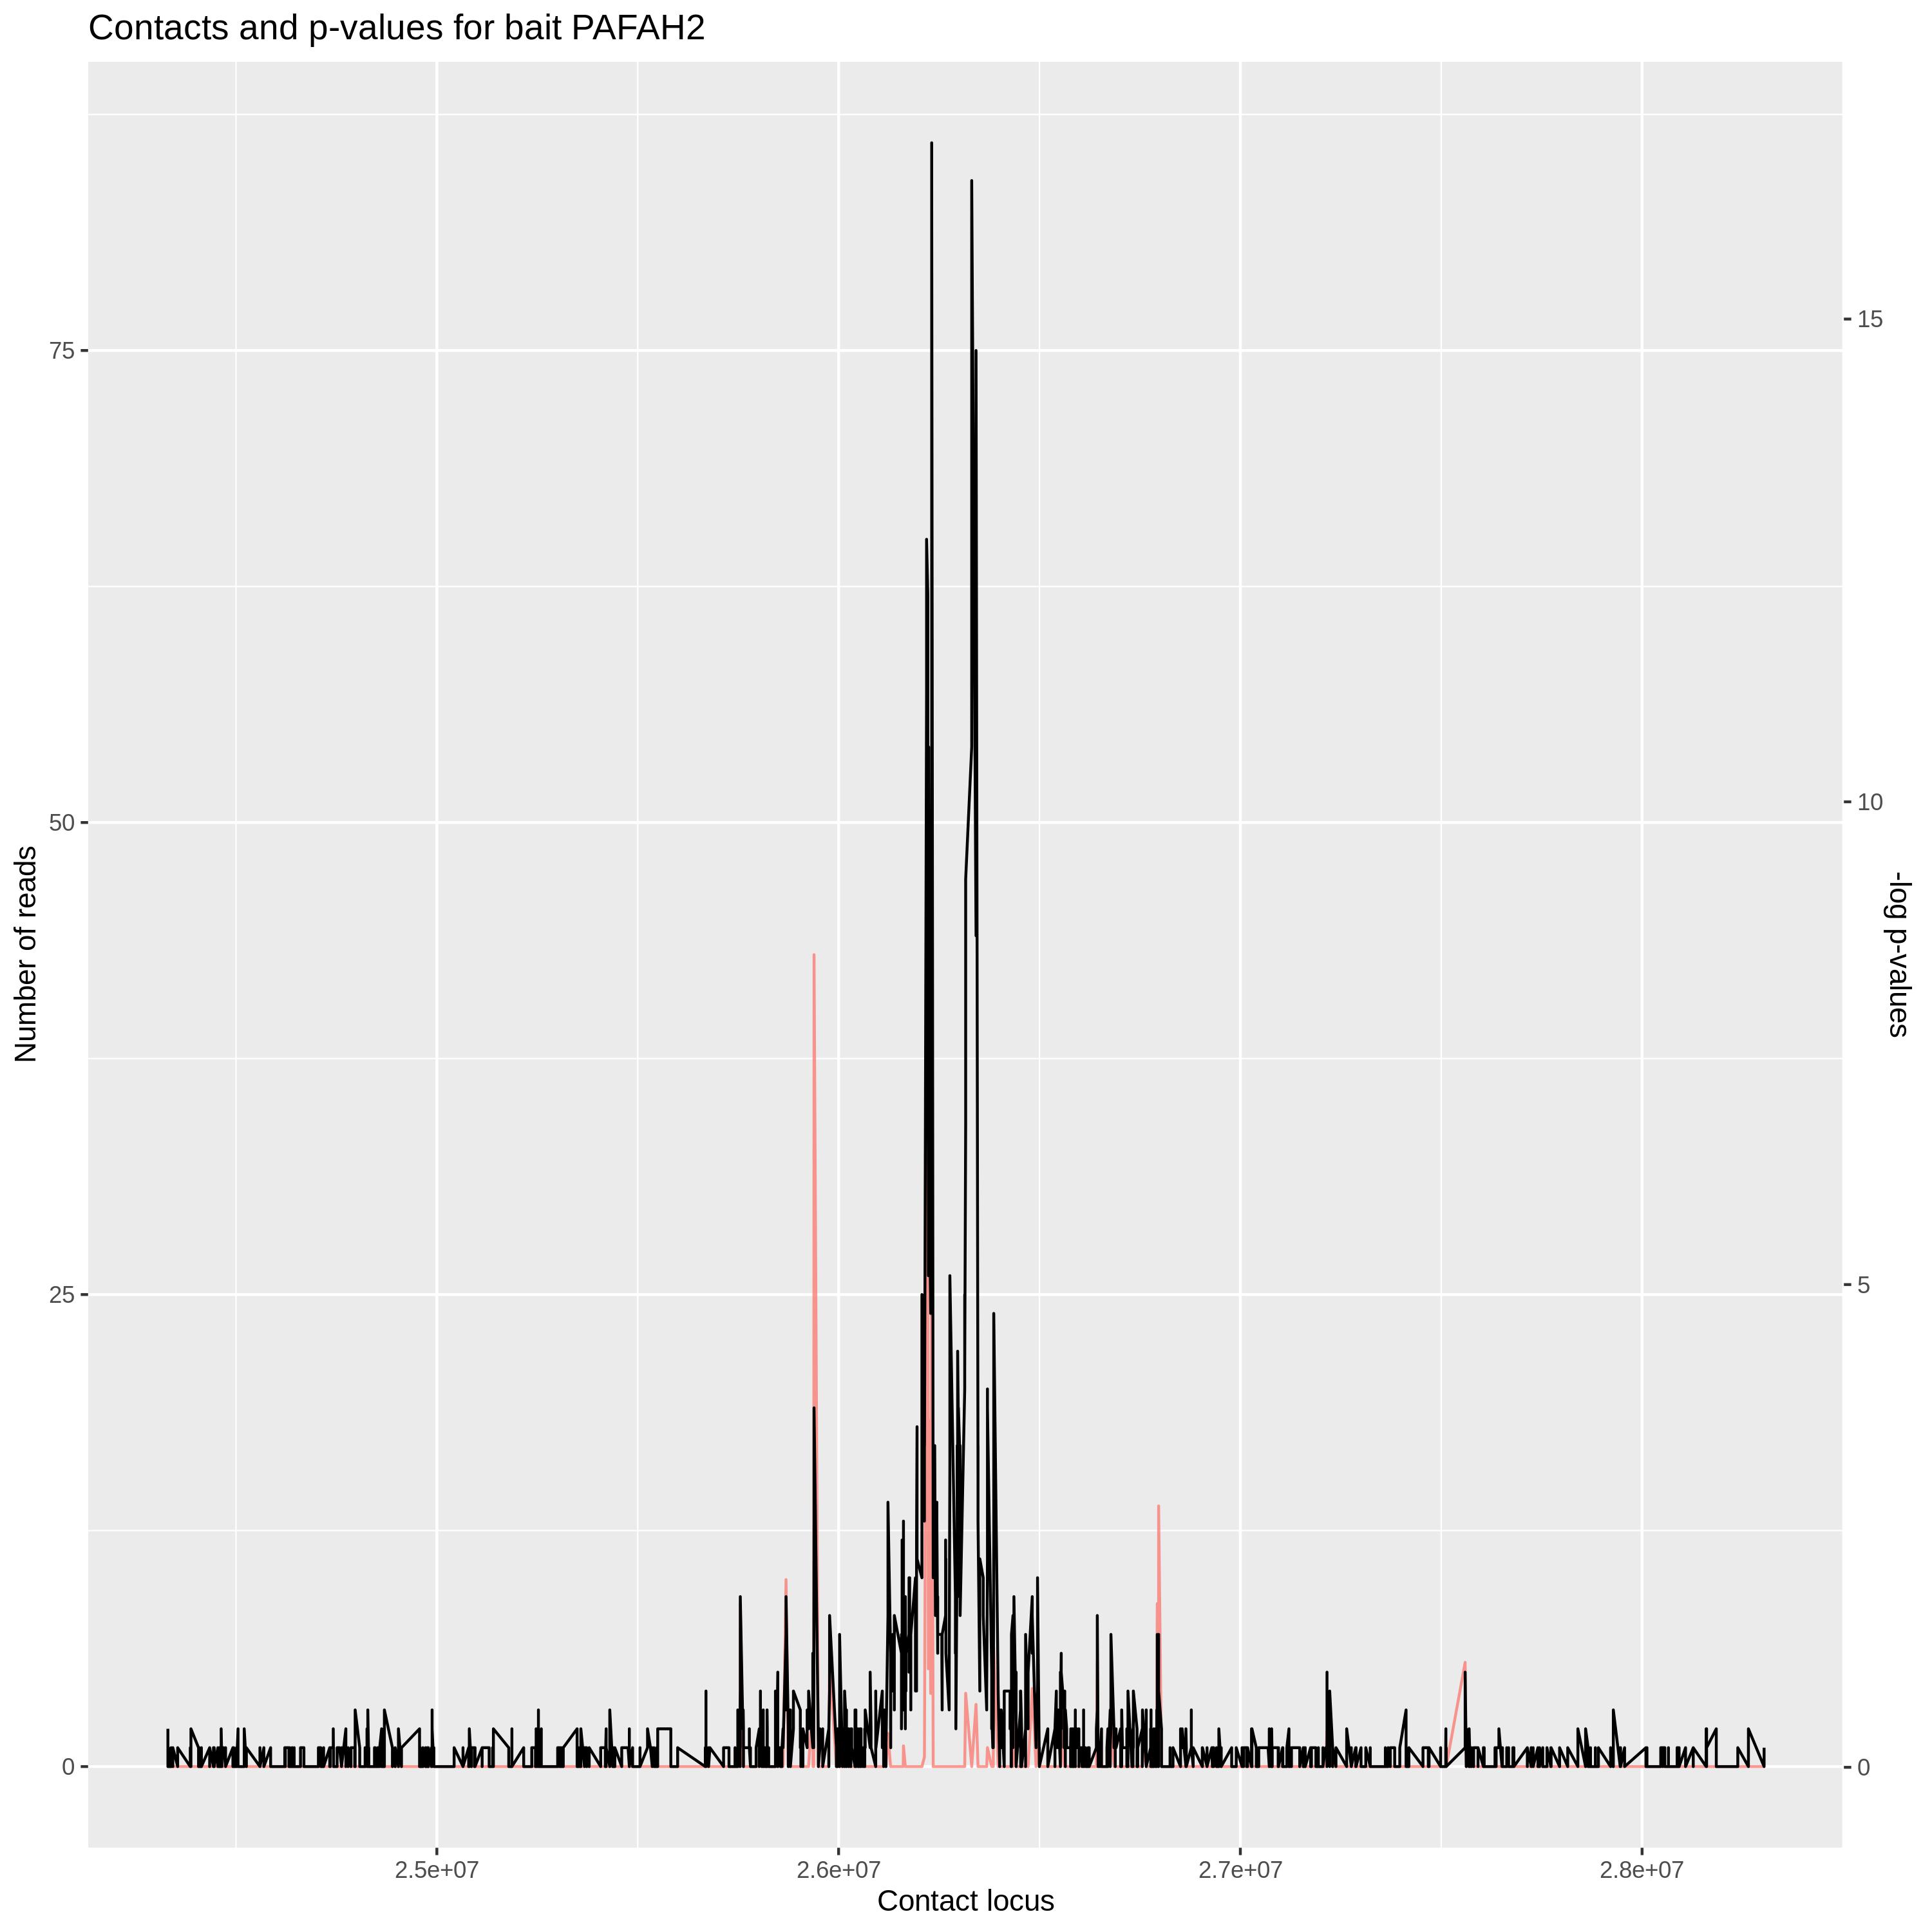 Contacts and p-values for bait PAFAH2
75
50
25
0
15
10
5
0
Number of reads
-log p-values
2.5e+07 2.6e+07 2.7e+07 2.8e+07
Contact locus